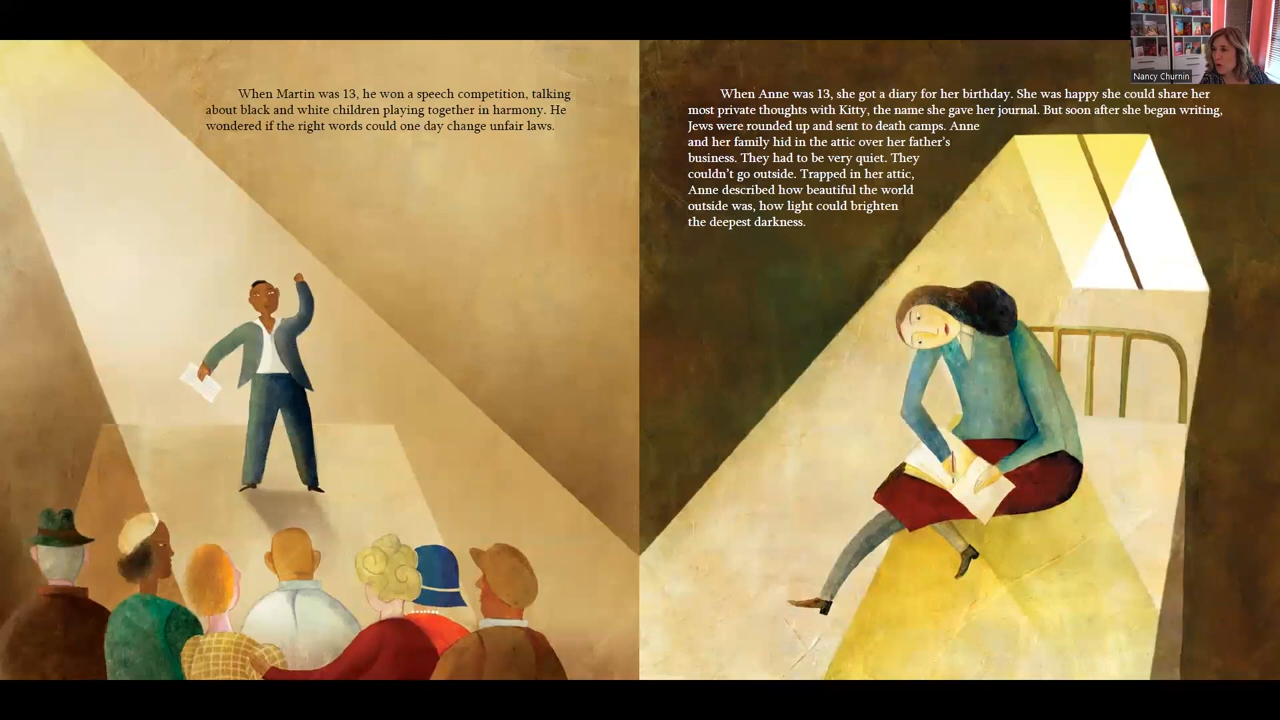 When Martin was 13, he won a speech competition, talking
about black and white children playing together in harmony. He
wondered if the right words could one day change unfair laws.
When Anne was 13, she got a diary for her birthday. She was happy she could share her
most private thoughts with Kitty, the name she gave her journal. But soon after she began writing,
Jews were rounded up and sent to death camps. Anne
and her family hid in the attic over her father's
business. They had to be very quiet. They
couldn't go outside. Trapped in her attic,
Anne described how beautiful the world
outside was, how light could brighten
the deepest darkness.
Nancy Churnin